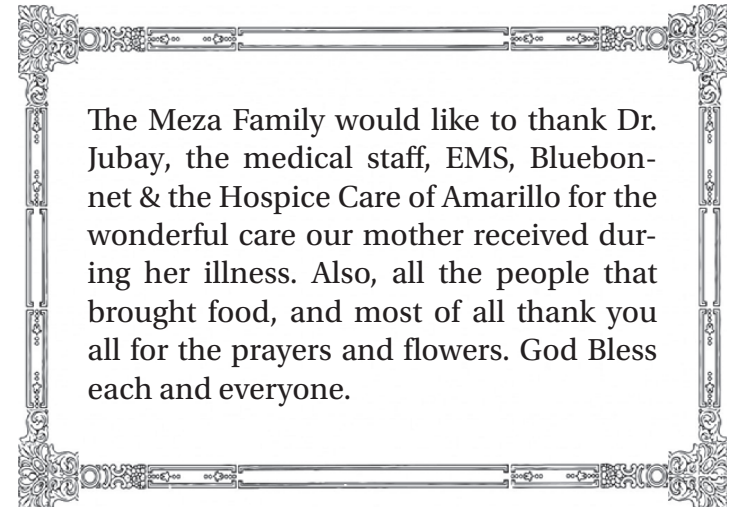 The Meza Family would like to thank Dr.
Jubay, the medical staff, EMS, Bluebon-
net & the Hospice Care of Amarillo for the
wonderful care our mother received dur-
ing her illness. Also, all the people that
brought food, and most of all thank you
all for the prayers and flowers. God Bless
each and everyone.